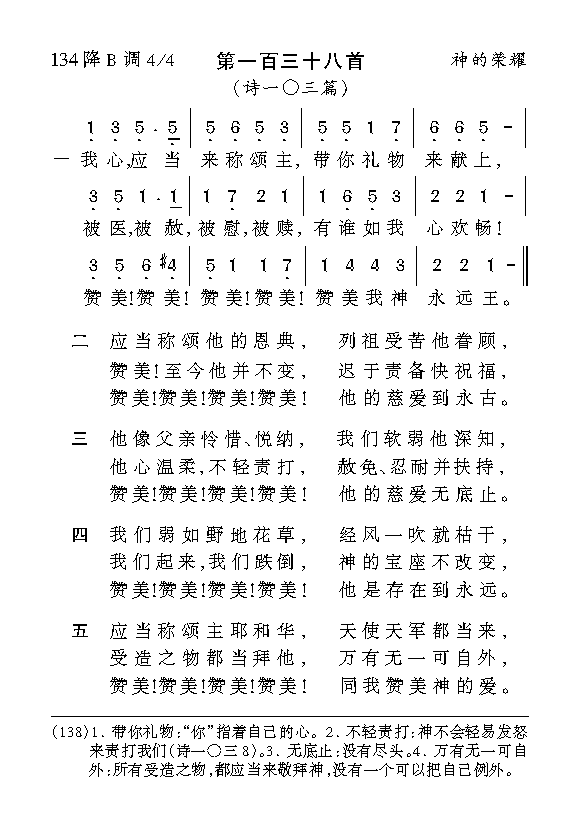 134降B调4/4 第一百三十八首 神的荣耀
(诗一〇三篇)
1 3 5 · 5 | 5 6 5 3 | 5 5 1 7 | 6 6 5 – |
一 我心,应 当 来称颂主, 带你礼物 来献上,
3 5 1 · 1 | 1 7 2 1 | 1 6 5 3 | 2 2 1 – |
被医,被 赦, 被慰,被赎, 有谁如我 心欢畅!
3 5 6 #4 | 5 1 1 7 | 1 4 4 3 | 2 2 1 – ‖
赞美!赞美! 赞美!赞美! 赞美我神 永远王。
二 应当称颂他的恩典, 列祖受苦他眷顾,
赞美!至今他并不变, 迟于责备快祝福,
赞美!赞美!赞美!赞美! 他的慈爱到永古。
三 他像父亲怜惜、悦纳, 我们软弱他深知,
他心温柔,不轻责打, 赦免、忍耐并扶持,
赞美!赞美!赞美!赞美! 他的慈爱无底止。
四 我们弱如野地花草, 经风一吹就枯干,
我们起来,我们跌倒, 神的宝座不改变,
赞美!赞美!赞美!赞美! 他是存在到永远。
五 应当称颂主耶和华, 天使天军都当来,
受造之物都当拜他, 万有无一可自外,
赞美!赞美!赞美!赞美! 同我赞美神的爱。
(138)1. 带你礼物:“你”指着自己的心。2. 不轻责打:神不会轻易发怒
来责打我们(诗一〇三8)。3. 无底止:没有尽头。4. 万有无一可自
外:所有受造之物,都应当来敬拜神,没有一个可以把自己例外。